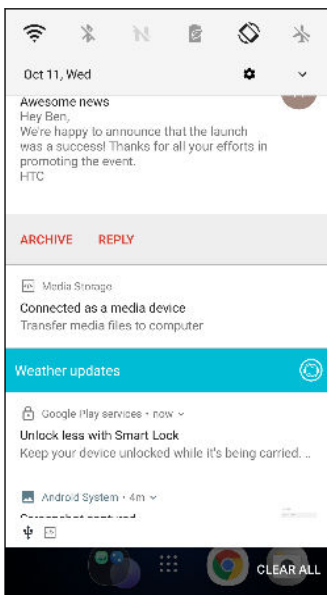 Oct 11, Wed
Awesome news
Hey Ben,
We're happy to announce that the launch
was a success! Thanks for all your efforts in
promoting the event.
HTC
ARCHIVE REPLY
Media Storage
Connected as a media device
Transfer media files to computer
Weather updates
Google Play services • now
Unlock less with Smart Lock
Keep your device unlocked while it's being carried. ..
Android System • 4m
Screenshot captured
CLEAR ALL